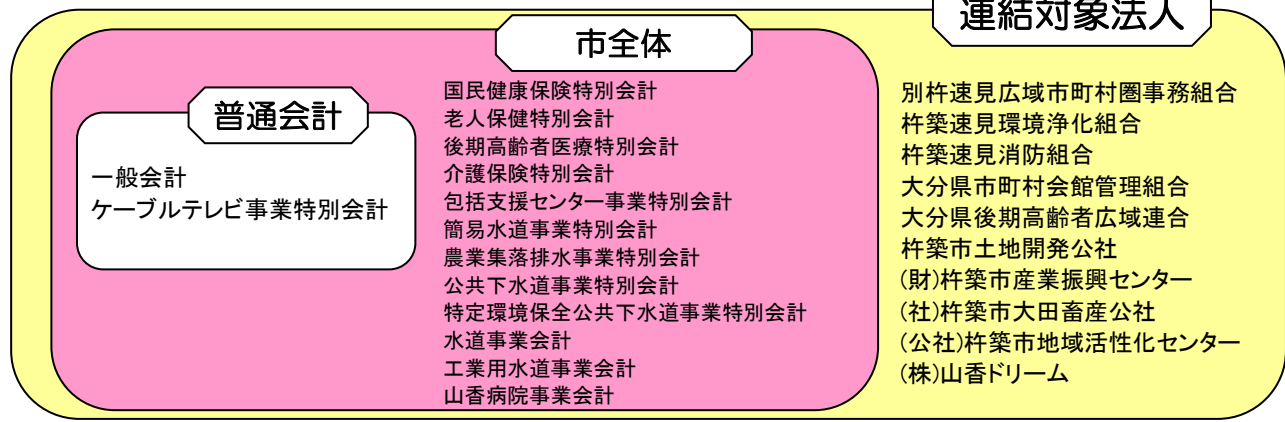 連結対象法人
市全体
普通会計
一般会計
ケーブルテレビ事業特別会計
国民健康保険特別会計
老人保健特別会計
後期高齢者医療特別会計
介護保険特別会計
包括支援センター事業特別会計
簡易水道事業特別会計
農業集落排水事業特別会計
公共下水道事業特別会計
特定環境保全公共下水道事業特別会計
水道事業会計
工業用水道事業会計
山香病院事業会計
別杵速見広域市町村圏事務組合
杵築速見環境浄化組合
杵築速見消防組合
大分県市町村会館管理組合
大分県後期高齢者広域連合
杵築市土地開発公社
(財)杵築市産業振興センター
(社)杵築市大田畜産公社
(公社)杵築市地域活性化センター
(株)山香ドリーム